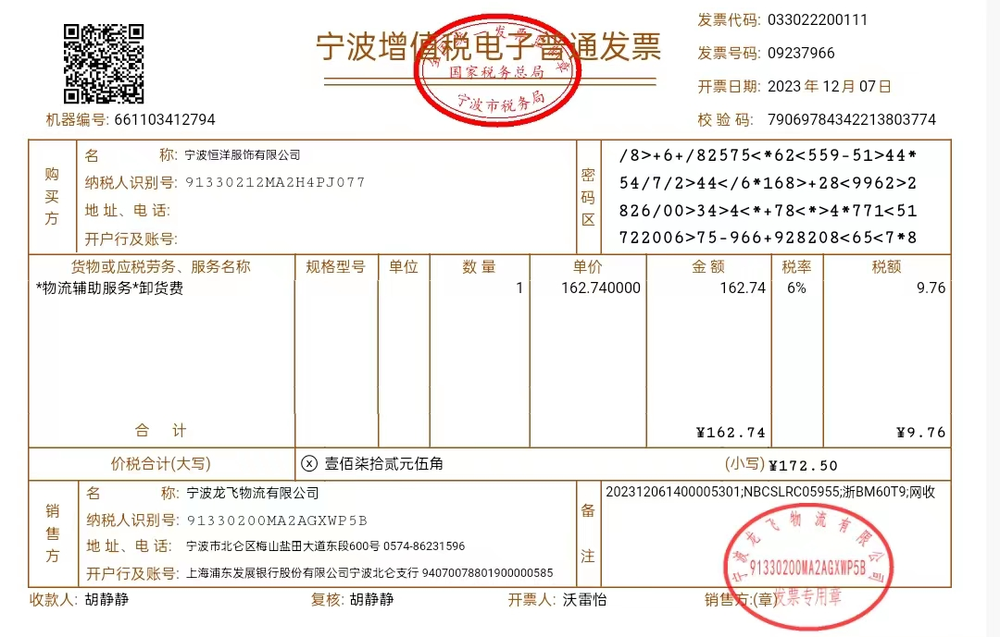 宁波增值税电子普通发票
全国统一发票监制章
国家税务总局
宁波市税务局
发票代码: 033022200111
发票号码: 09237966
开票日期: 2023 年 12 月 07 日
校 验 码: 79069784342213803774
机器编号: 661103412794
购买方
名 称: 宁波恒洋服饰有限公司
纳税人识别号: 91330212MA2H4PJ077
地 址、电 话:
开户行及账号:
密码区
/8>+6+/82575<*62<559-51>44*
54/7/2>44</6*168>+28<9962>2
826/00>34>4<*+78<*>4*771<51
722006>75-966+928208<65<7*8
货物或应税劳务、服务名称 规格型号 单位 数 量 单价 金 额 税率 税额
*物流辅助服务*卸货费 1 162.740000 162.74 6% 9.76
合 计 ¥162.74 ¥9.76
价税合计(大写) ⓧ 壹佰柒拾贰元伍角 (小写) ¥172.50
销售方
名 称: 宁波龙飞物流有限公司
纳税人识别号: 91330200MA2AGXWP5B
地 址、电 话: 宁波市北仑区梅山盐田大道东段600号 0574-86231596
开户行及账号: 上海浦东发展银行股份有限公司宁波北仑支行 94070078801900000585
备注
202312061400005301;NBCSLRC05955;浙BM60T9;网收
宁波龙飞物流有限公司
91330200MA2AGXWP5B
发票专用章
收款人: 胡静静 复核: 胡静静 开票人: 沃雷怡 销售方:(章)